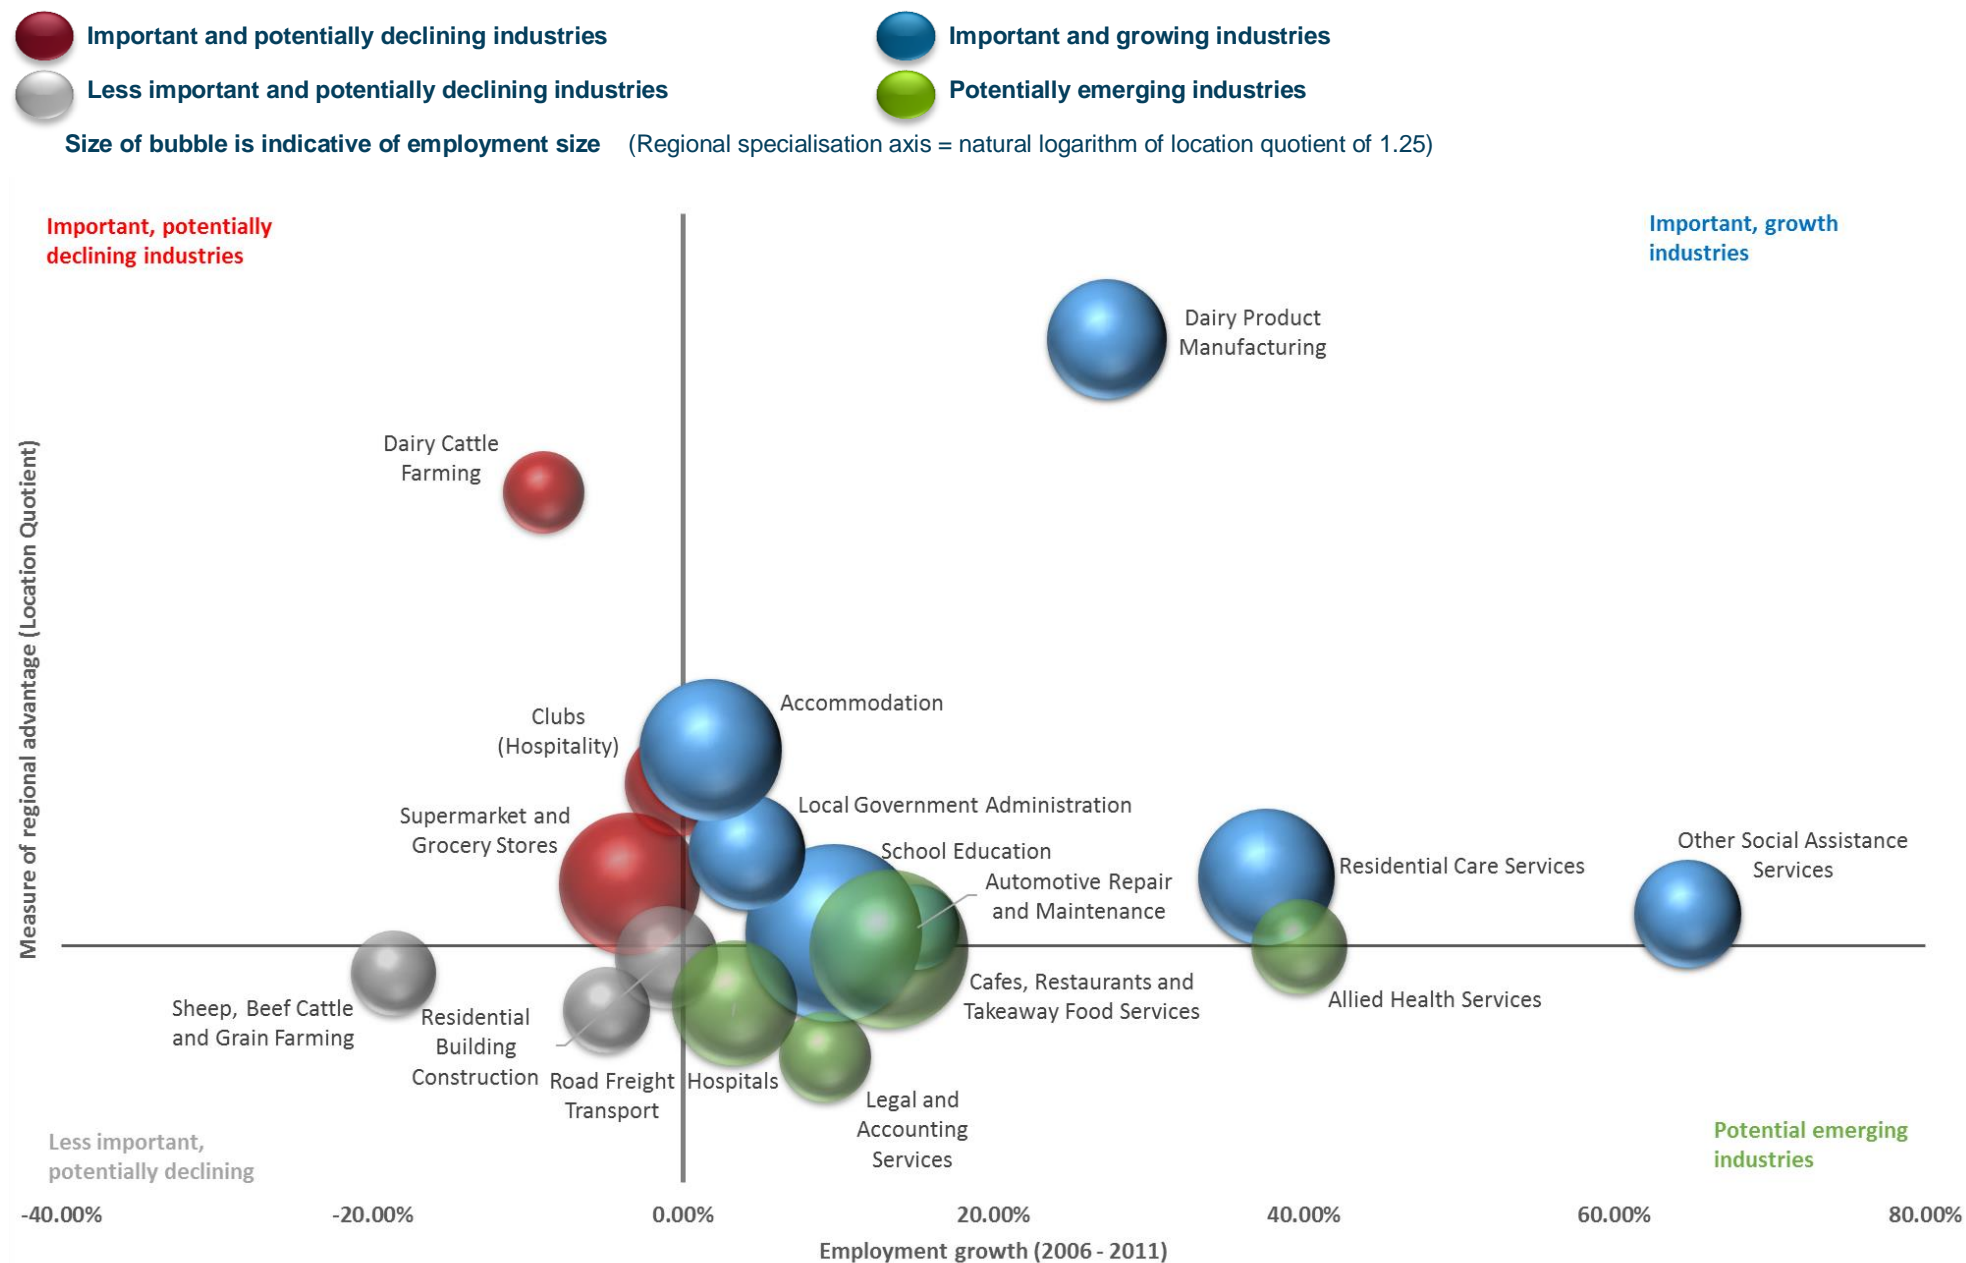 Important and potentially declining industries
Important and growing industries
Less important and potentially declining industries
Potentially emerging industries
Size of bubble is indicative of employment size (Regional specialisation axis = natural logarithm of location quotient of 1.25)
Important, potentially
declining industries
Important, growth
industries
Dairy Product
Manufacturing
Dairy Cattle
Farming
Measure of regional advantage (Location Quotient)
Accommodation
Clubs
(Hospitality)
Local Government Administration
Supermarket and
Grocery Stores
School Education
Automotive Repair
and Maintenance
Residential Care Services
Other Social Assistance
Services
Cafes, Restaurants and
Takeaway Food Services
Allied Health Services
Sheep, Beef Cattle
and Grain Farming
Residential
Building
Construction
Road Freight
Transport
Hospitals
Legal and
Accounting
Services
Less important,
potentially declining
Potential emerging
industries
-40.00%
-20.00%
0.00%
20.00%
40.00%
60.00%
80.00%
Employment growth (2006 - 2011)